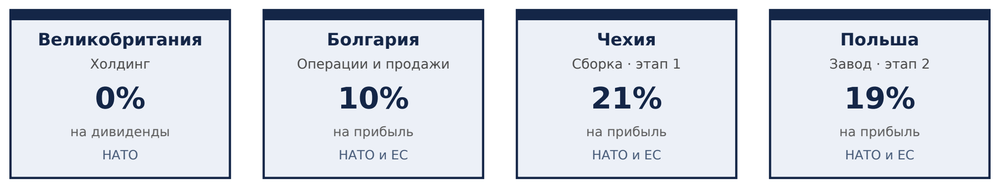 Великобритания
Холдинг
0%
на дивиденды
НАТО
Болгария
Операции и продажи
10%
на прибыль
НАТО и ЕС
Чехия
Сборка · этап 1
21%
на прибыль
НАТО и ЕС
Польша
Завод · этап 2
19%
на прибыль
НАТО и ЕС